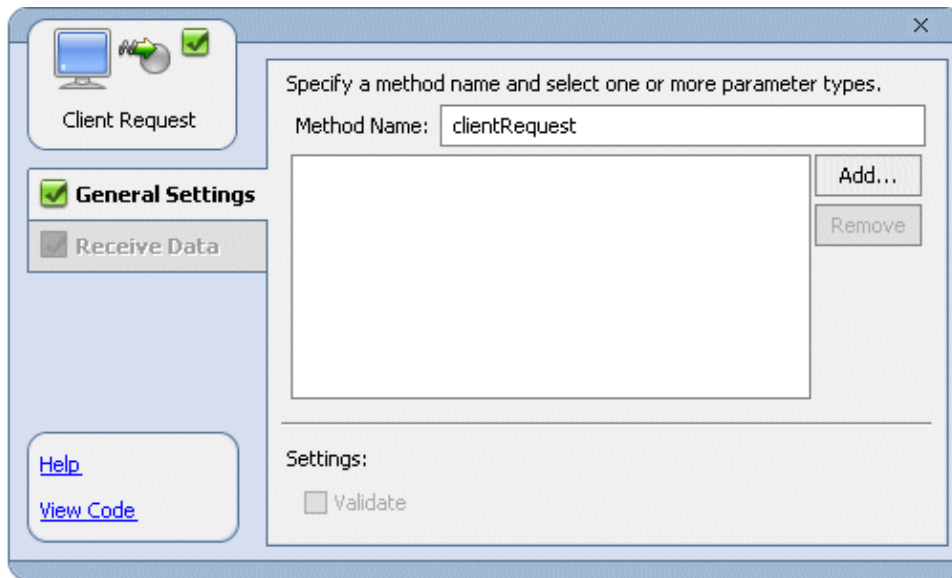 Client Request
General Settings
Receive Data
Help
View Code
Specify a method name and select one or more parameter types.
Method Name: clientRequest
Add...
Remove
Settings:
Validate